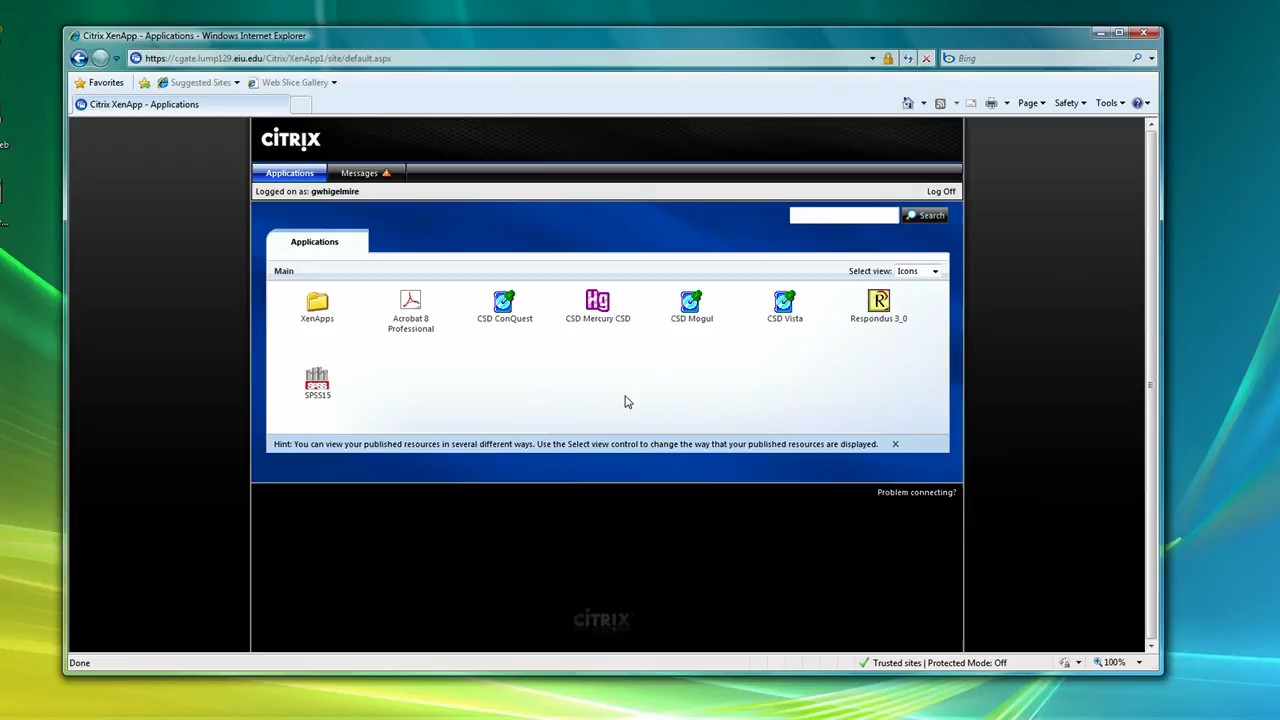 Citrix XenApp - Applications - Windows Internet Explorer
https://cgate.lump129.eiu.edu/Citrix/XenApp1/site/default.aspx
Bing
Favorites Suggested Sites Web Slice Gallery
Citrix XenApp - Applications
Page Safety Tools
CITRIX
Applications Messages
Logged on as: gwhigelmire Log Off
Search
Applications
Main Select view: Icons
XenApps
Acrobat 8
Professional
CSD ConQuest
Hg
CSD Mercury CSD
CSD Mogul
CSD Vista
R
Respondus 3_0
SPSS
SPSS15
Hint: You can view your published resources in several different ways. Use the Select view control to change the way that your published resources are displayed.
Problem connecting?
CITRIX
Done Trusted sites | Protected Mode: Off 100%